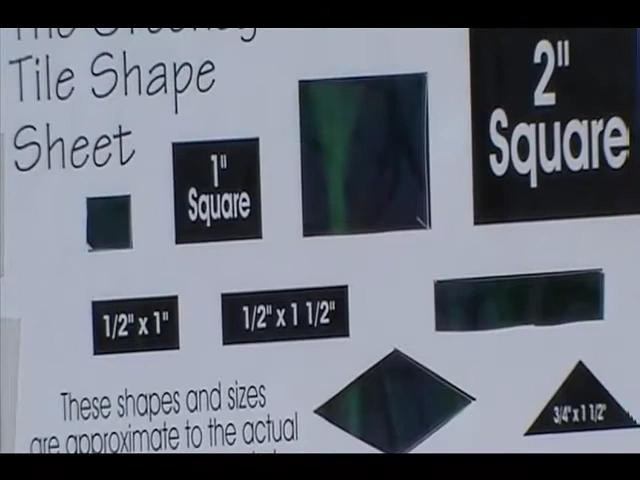 Tile Shape
Sheet
1"
Square
2"
Square
1/2" x 1"
1/2" x 1 1/2"
3/4" x 1 1/2"
These shapes and sizes
are approximate to the actual